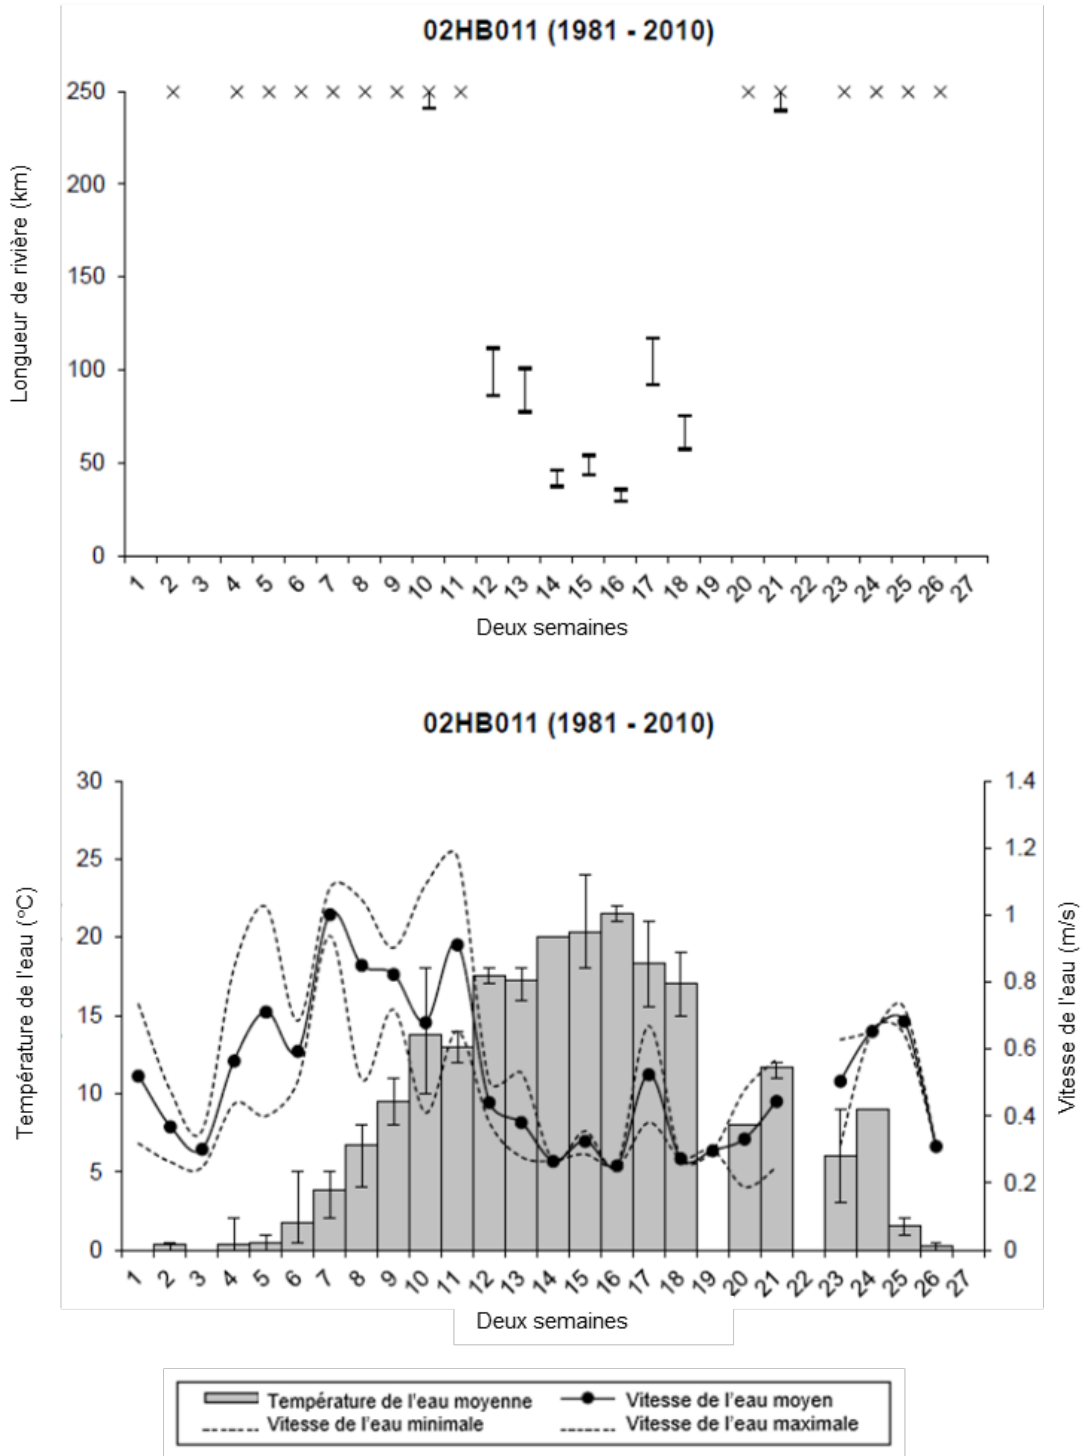 02HB011 (1981 - 2010)
Longueur de rivière (km)
250
200
150
100
50
0
1 2 3 4 5 6 7 8 9 10 11 12 13 14 15 16 17 18 19 20 21 22 23 24 25 26 27
Deux semaines
02HB011 (1981 - 2010)
Température de l'eau (°C)
30
25
20
15
10
5
0
Vitesse de l'eau (m/s)
1.4
1.2
1
0.8
0.6
0.4
0.2
0
1 2 3 4 5 6 7 8 9 10 11 12 13 14 15 16 17 18 19 20 21 22 23 24 25 26 27
Deux semaines
Température de l'eau moyenne Vitesse de l'eau moyen
Vitesse de l'eau minimale Vitesse de l'eau maximale